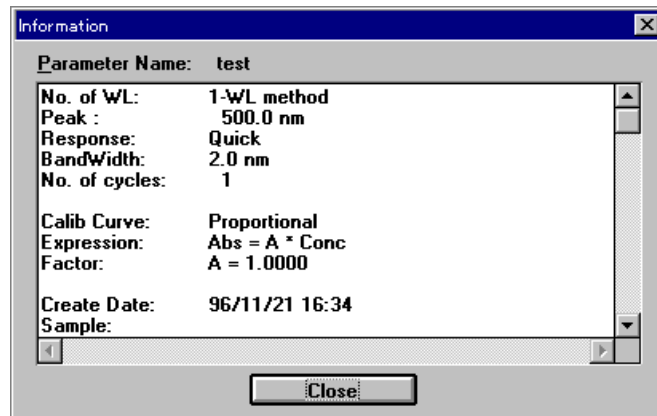 Information
Parameter Name: test
No. of WL: 1-WL method
Peak : 500.0 nm
Response: Quick
BandWidth: 2.0 nm
No. of cycles: 1
Calib Curve: Proportional
Expression: Abs = A * Conc
Factor: A = 1.0000
Create Date: 96/11/21 16:34
Sample:
Close